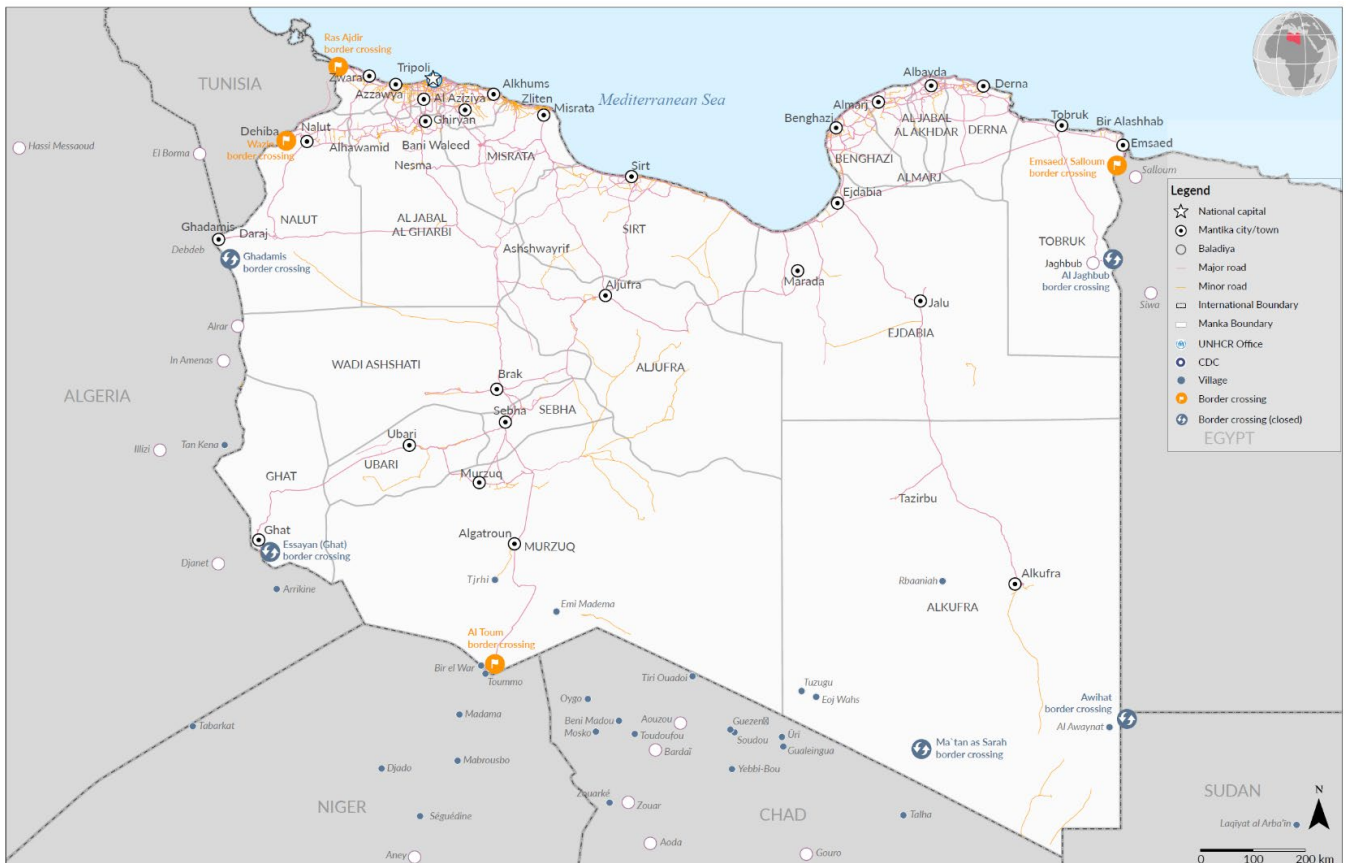 Ras Ajdir
border crossing
TUNISIA
Zwara
Tripoli
Azzawya
Al Aziziya
Alkhums
Zliten
Misrata
Mediterranean Sea
Albayda
Derna
Almarj
Benghazi
AL JABAL
AL AKHDAR
DERNA
Tobruk
Bir Alashhab
Emsaed
Hassi Messaoud
El Borma
Dehiba
Wazin
border crossing
Nalut
Ghiryan
Alhawamid
Bani Waleed
Nesma
MISRATA
Sirt
BENGHAZI
ALMARJ
Emsaed/ Salloum
border crossing
Salloum
Ejdabia
Ghadamis
Daraj
NALUT
AL JABAL
AL GHARBI
SIRT
Ashshwayrif
Debdeb
Ghadamis
border crossing
TOBRUK
Jaghbub
Al Jaghbub
border crossing
Siwa
Marada
Aljufra
Jalu
EJDABIA
Alrar
In Amenas
WADI ASHSHATI
ALJUFRA
ALGERIA
Brak
Sebha
SEBHA
Ubari
UBARI
Tan Kena
Illizi
GHAT
Murzuq
Tazirbu
Ghat
Essayan (Ghat)
border crossing
Djanet
Arrikine
Algatroun
MURZUQ
Tjrhi
Emi Madema
Rbaaniah
Alkufra
ALKUFRA
Al Toum
border crossing
Bir el War
Toummo
Tiri Ouadoi
Tuzugu
Eoj Wahs
Oygo
Madama
Tabarkat
Beni Madou
Mosko
Aouzou
Toudoufou
Bardaï
Soudou
Üri
Gualeingua
Yebbi-Bou
Mabrousbo
Djado
Zouarké
Zouar
Séguédine
NIGER
CHAD
Aney
Aoda
Gouro
Talha
Ma`tan as Sarah
border crossing
Awihat
border crossing
Al Awaynat
EGYPT
SUDAN
Laqiyat al Arba'in
Legend
National capital
Mantika city/town
Baladiya
Major road
Minor road
International Boundary
Manka Boundary
UNHCR Office
CDC
Village
Border crossing
Border crossing (closed)
N
0 100 200 km